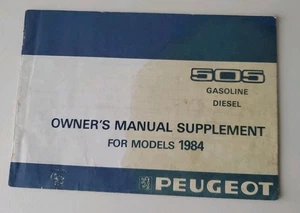 505
GASOLINE
DIESEL
OWNER'S MANUAL SUPPLEMENT
FOR MODELS 1984
PEUGEOT